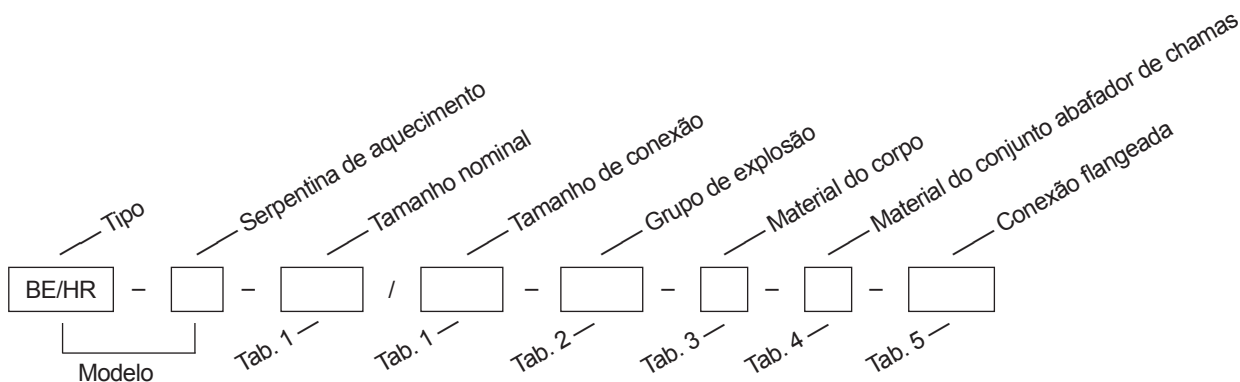 Tipo
Serpentina de aquecimento
Tamanho nominal
Tamanho de conexão
Grupo de explosão
Material do corpo
Material do conjunto abafador de chamas
Conexão flangeada
BE/HR – – / – – – –
Tab. 1
Tab. 1
Tab. 2
Tab. 3
Tab. 4
Tab. 5
Modelo